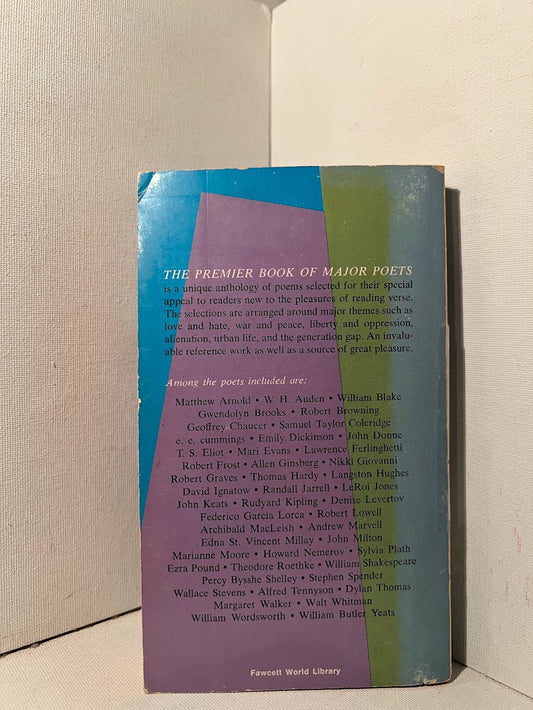 THE PREMIER BOOK OF MAJOR POETS
is a unique anthology of poems selected for their special
appeal to readers new to the pleasures of reading verse.
The selections are arranged around major themes such as
love and hate, war and peace, liberty and oppression,
alienation, urban life, and the generation gap. An invalu-
able reference work as well as a source of great pleasure.
Among the poets included are:
Matthew Arnold • W. H. Auden • William Blake
Gwendolyn Brooks • Robert Browning
Geoffrey Chaucer • Samuel Taylor Coleridge
e. e. cummings • Emily Dickinson • John Donne
T. S. Eliot • Mari Evans • Lawrence Ferlinghetti
Robert Frost • Allen Ginsberg • Nikki Giovanni
Robert Graves • Thomas Hardy • Langston Hughes
David Ignatow • Randall Jarrell • LeRoi Jones
John Keats • Rudyard Kipling • Denise Levertov
Federico Garcia Lorca • Robert Lowell
Archibald MacLeish • Andrew Marvell
Edna St. Vincent Millay • John Milton
Marianne Moore • Howard Nemerov • Sylvia Plath
Ezra Pound • Theodore Roethke • William Shakespeare
Percy Bysshe Shelley • Stephen Spender
Wallace Stevens • Alfred Tennyson • Dylan Thomas
Margaret Walker • Walt Whitman
William Wordsworth • William Butler Yeats
Fawcett World Library